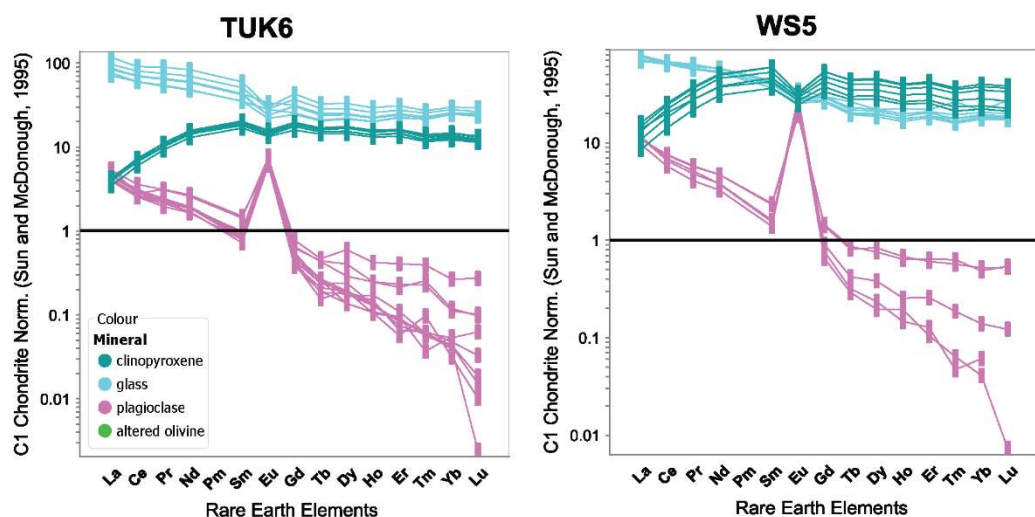 TUK6
C1 Chondrite Norm. (Sun and McDonough, 1995)
100
10
1
0.1
0.01
Colour
Mineral
clinopyroxene
glass
plagioclase
altered olivine
La Ce Pr Nd Pm Sm Eu Gd Tb Dy Ho Er Tm Yb Lu
Rare Earth Elements
WS5
C1 Chondrite Norm. (Sun and McDonough, 1995)
10
1
0.1
0.01
La Ce Pr Nd Pm Sm Eu Gd Tb Dy Ho Er Tm Yb Lu
Rare Earth Elements